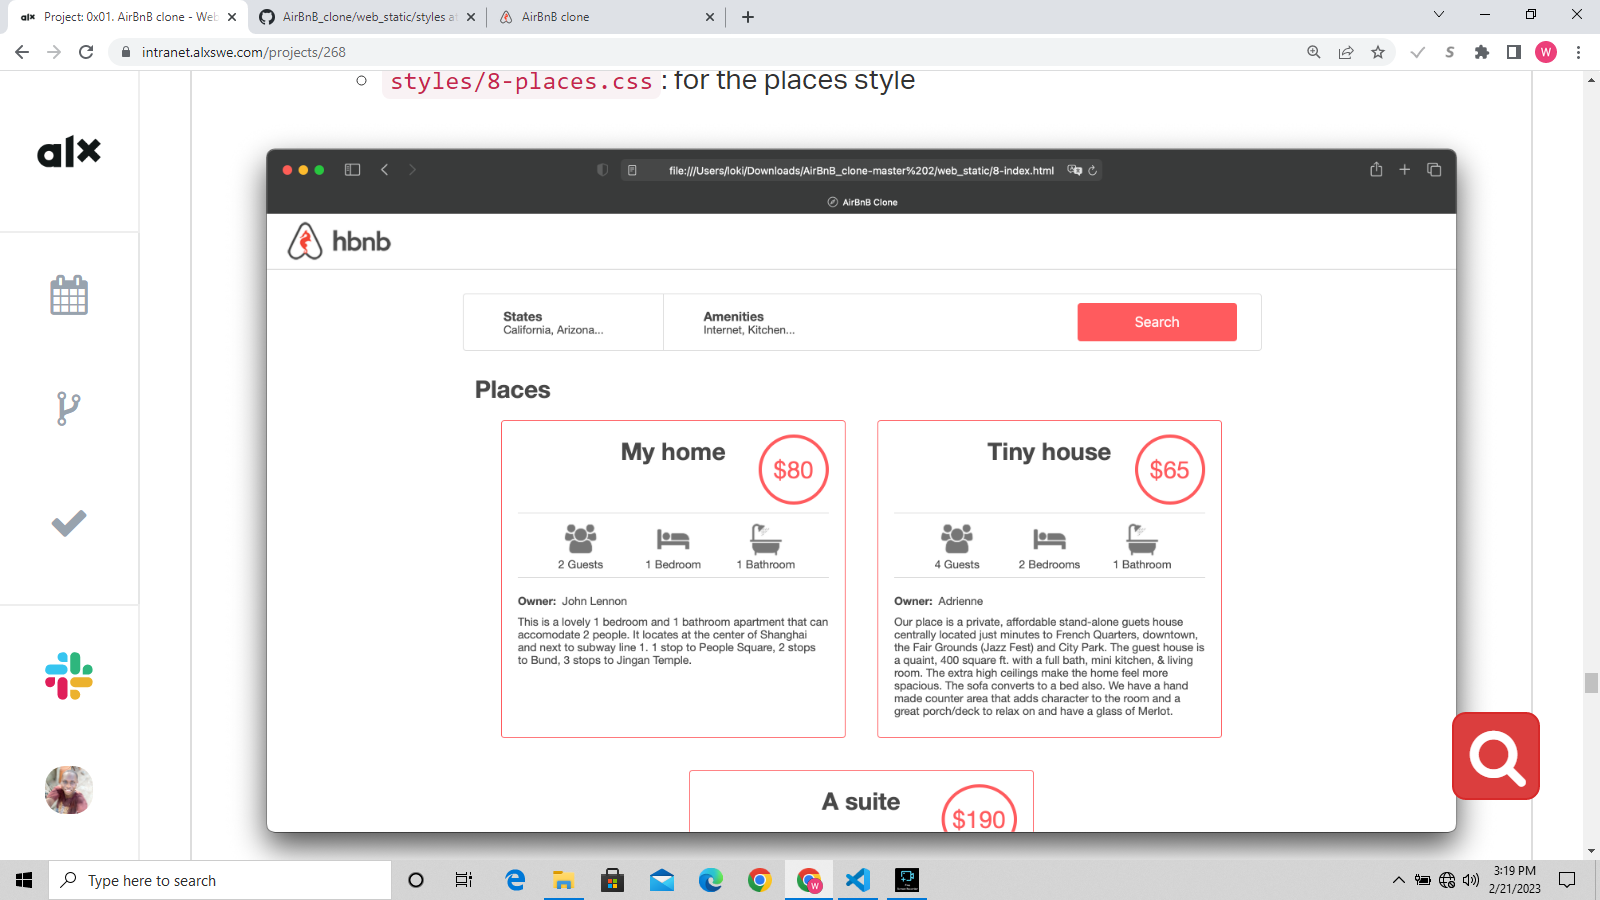 alx Project: 0x01. AirBnB clone - Web
AirBnB_clone/web_static/styles at
AirBnB clone
intranet.alxswe.com/projects/268
S
W
styles/8-places.css: for the places style
alx
file:///Users/loki/Downloads/AirBnB_clone-master%202/web_static/8-index.html
AirBnB Clone
hbnb
States
California, Arizona...
Amenities
Internet, Kitchen...
Search
Places
My home
$80
2 Guests
1 Bedroom
1 Bathroom
Owner: John Lennon
This is a lovely 1 bedroom and 1 bathroom apartment that can
accomodate 2 people. It locates at the center of Shanghai
and next to subway line 1. 1 stop to People Square, 2 stops
to Bund, 3 stops to Jingan Temple.
Tiny house
$65
4 Guests
2 Bedrooms
1 Bathroom
Owner: Adrienne
Our place is a private, affordable stand-alone guets house
centrally located just minutes to French Quarters, downtown,
the Fair Grounds (Jazz Fest) and City Park. The guest house is
a quaint, 400 square ft. with a full bath, mini kitchen, & living
room. The extra high ceilings make the home feel more
spacious. The sofa converts to a bed also. We have a hand
made counter area that adds character to the room and a
great porch/deck to relax on and have a glass of Merlot.
A suite
$190
Type here to search
W
3:19 PM
2/21/2023